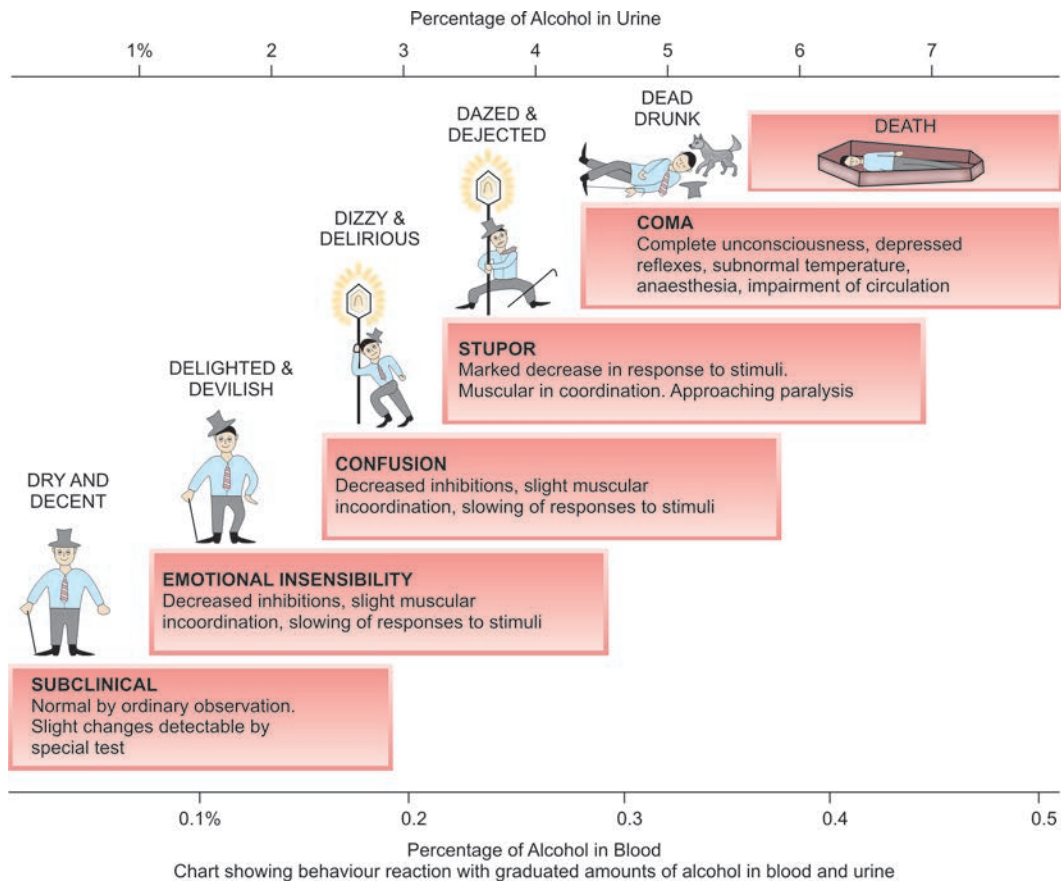 Percentage of Alcohol in Urine
1% 2 3 4 5 6 7
DEAD
DRUNK
DEATH
DAZED &
DEJECTED
COMA
Complete unconsciousness, depressed
reflexes, subnormal temperature,
anaesthesia, impairment of circulation
DIZZY &
DELIRIOUS
STUPOR
Marked decrease in response to stimuli.
Muscular in coordination. Approaching paralysis
DELIGHTED &
DEVILISH
CONFUSION
Decreased inhibitions, slight muscular
incoordination, slowing of responses to stimuli
DRY AND
DECENT
EMOTIONAL INSENSIBILITY
Decreased inhibitions, slight muscular
incoordination, slowing of responses to stimuli
SUBCLINICAL
Normal by ordinary observation.
Slight changes detectable by
special test
0.1% 0.2 0.3 0.4 0.5
Percentage of Alcohol in Blood
Chart showing behaviour reaction with graduated amounts of alcohol in blood and urine